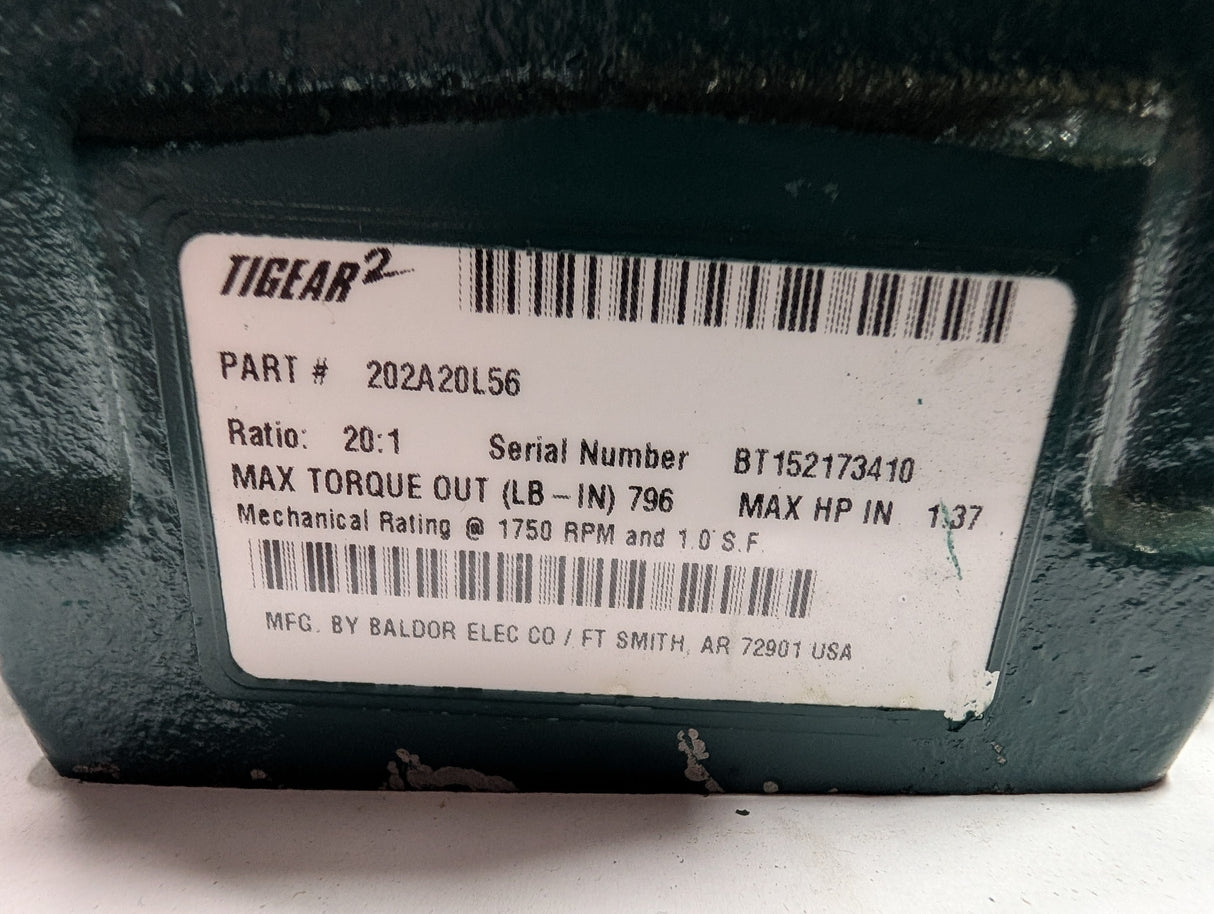 TIGEAR2
PART # 202A20L56
Ratio: 20:1 Serial Number BT152173410
MAX TORQUE OUT (LB-IN) 796 MAX HP IN 1.37
Mechanical Rating @ 1750 RPM and 1.0 S.F.
MFG. BY BALDOR ELEC CO / FT SMITH, AR 72901 USA